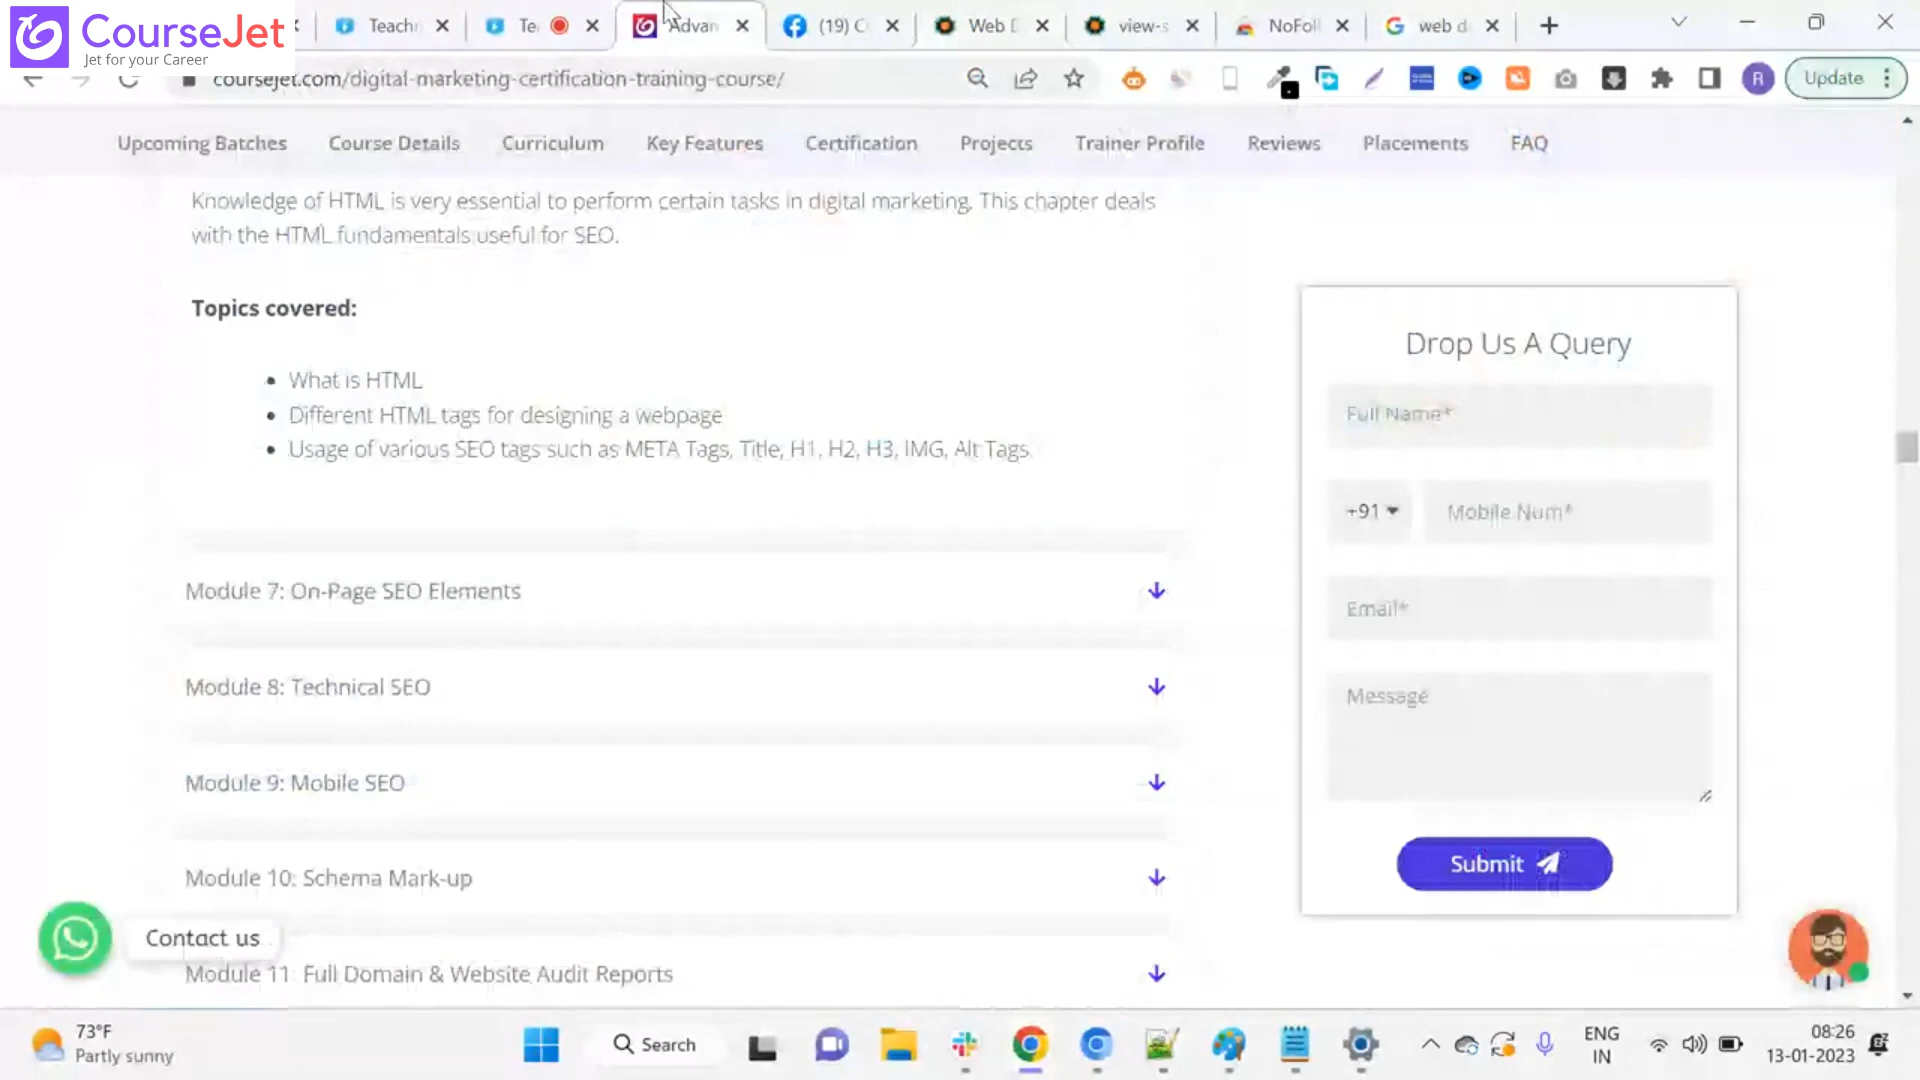 CourseJet
Jet for your Career
Teachn
Te
Advan
(19) C
Web D
view-s
NoFoll
web d
coursejet.com/digital-marketing-certification-training-course/
R
Update
Upcoming Batches
Course Details
Curriculum
Key Features
Certification
Projects
Trainer Profile
Reviews
Placements
FAQ
Knowledge of HTML is very essential to perform certain tasks in digital marketing. This chapter deals
with the HTML fundamentals useful for SEO.
Topics covered:
What is HTML
Different HTML tags for designing a webpage
Usage of various SEO tags such as META Tags, Title, H1, H2, H3, IMG, Alt Tags.
Module 7: On-Page SEO Elements
Module 8: Technical SEO
Module 9: Mobile SEO
Module 10: Schema Mark-up
Module 11 Full Domain & Website Audit Reports
Drop Us A Query
Full Name*
+91
Mobile Num*
Email*
Message
Submit
Contact us
73°F
Partly sunny
Search
ENG
IN
08:26
13-01-2023